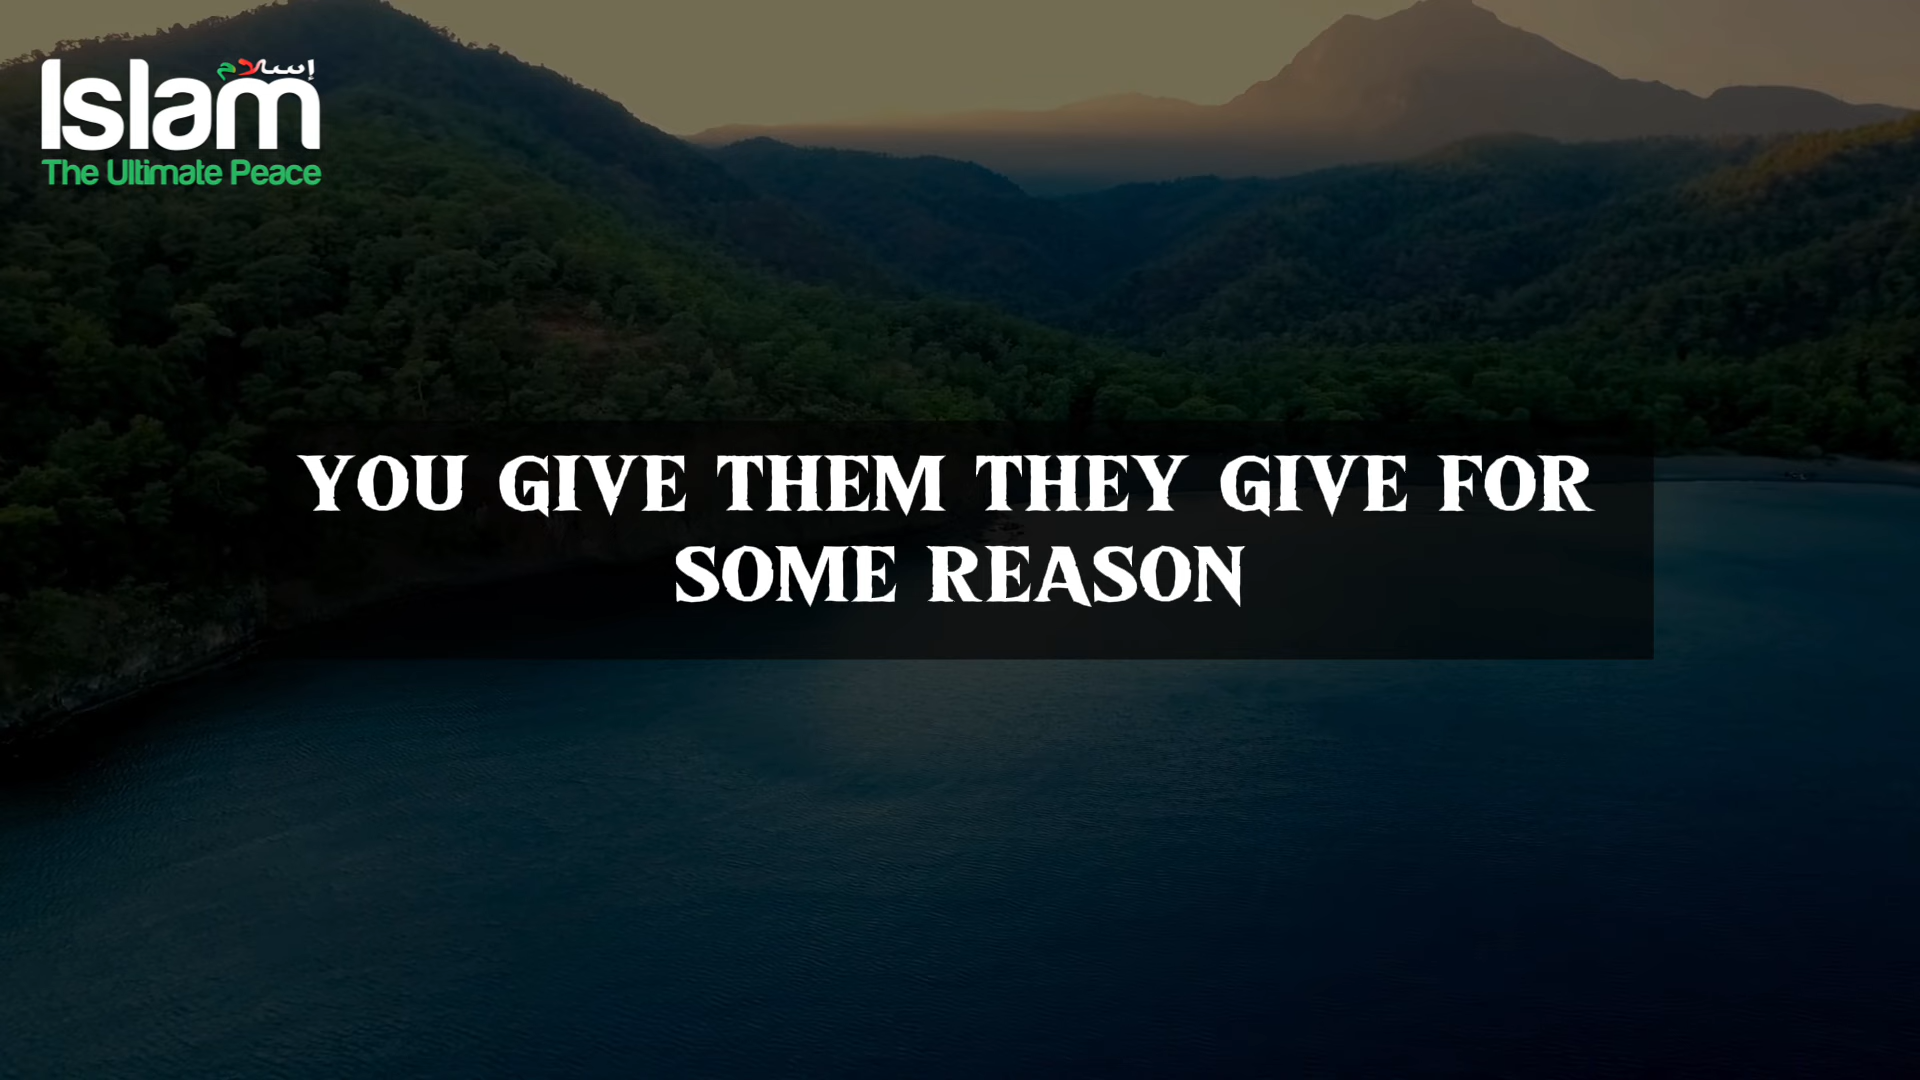 إسلام
Islam
The Ultimate Peace
YOU GIVE THEM THEY GIVE FOR
SOME REASON